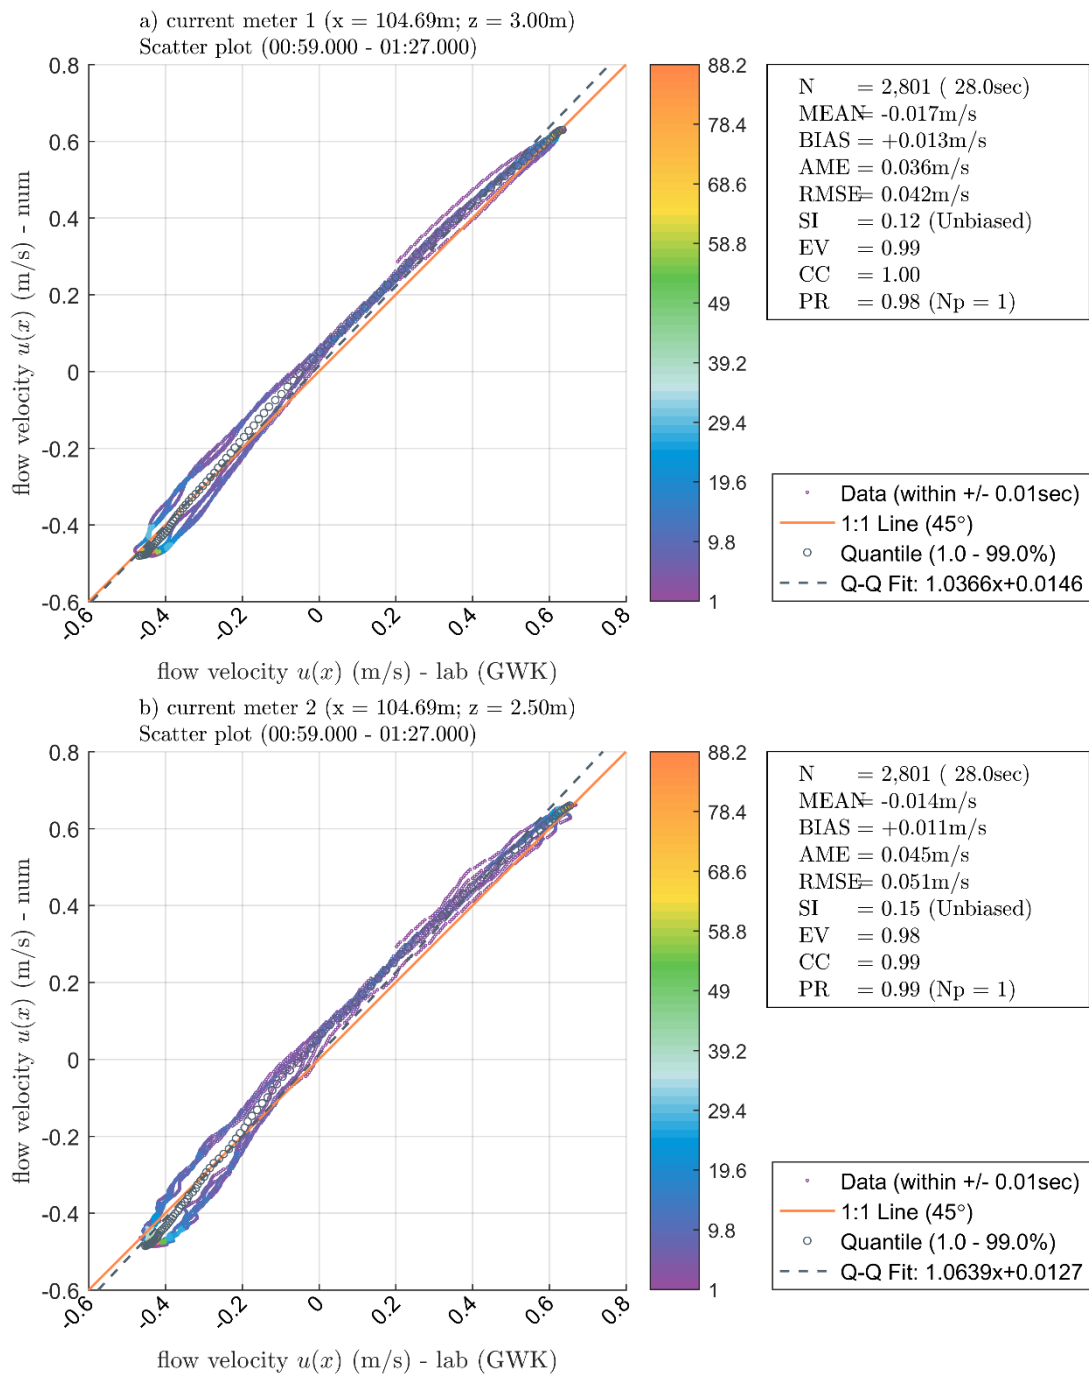 a) current meter 1 (x = 104.69m; z = 3.00m)
Scatter plot (00:59.000 - 01:27.000)
0.8
0.6
0.4
0.2
0
-0.2
-0.4
-0.6
flow velocity u(x) (m/s) - num
-0.6
-0.4
-0.2
0
0.2
0.4
0.6
0.8
flow velocity u(x) (m/s) - lab (GWK)
88.2
78.4
68.6
58.8
49
39.2
29.4
19.6
9.8
1
N = 2,801 ( 28.0sec)
MEAN = -0.017m/s
BIAS = +0.013m/s
AME = 0.036m/s
RMSE = 0.042m/s
SI = 0.12 (Unbiased)
EV = 0.99
CC = 1.00
PR = 0.98 (Np = 1)
Data (within +/- 0.01sec)
1:1 Line (45°)
Quantile (1.0 - 99.0%)
Q-Q Fit: 1.0366x+0.0146
b) current meter 2 (x = 104.69m; z = 2.50m)
Scatter plot (00:59.000 - 01:27.000)
0.8
0.6
0.4
0.2
0
-0.2
-0.4
-0.6
flow velocity u(x) (m/s) - num
-0.6
-0.4
-0.2
0
0.2
0.4
0.6
0.8
flow velocity u(x) (m/s) - lab (GWK)
88.2
78.4
68.6
58.8
49
39.2
29.4
19.6
9.8
1
N = 2,801 ( 28.0sec)
MEAN = -0.014m/s
BIAS = +0.011m/s
AME = 0.045m/s
RMSE = 0.051m/s
SI = 0.15 (Unbiased)
EV = 0.98
CC = 0.99
PR = 0.99 (Np = 1)
Data (within +/- 0.01sec)
1:1 Line (45°)
Quantile (1.0 - 99.0%)
Q-Q Fit: 1.0639x+0.0127